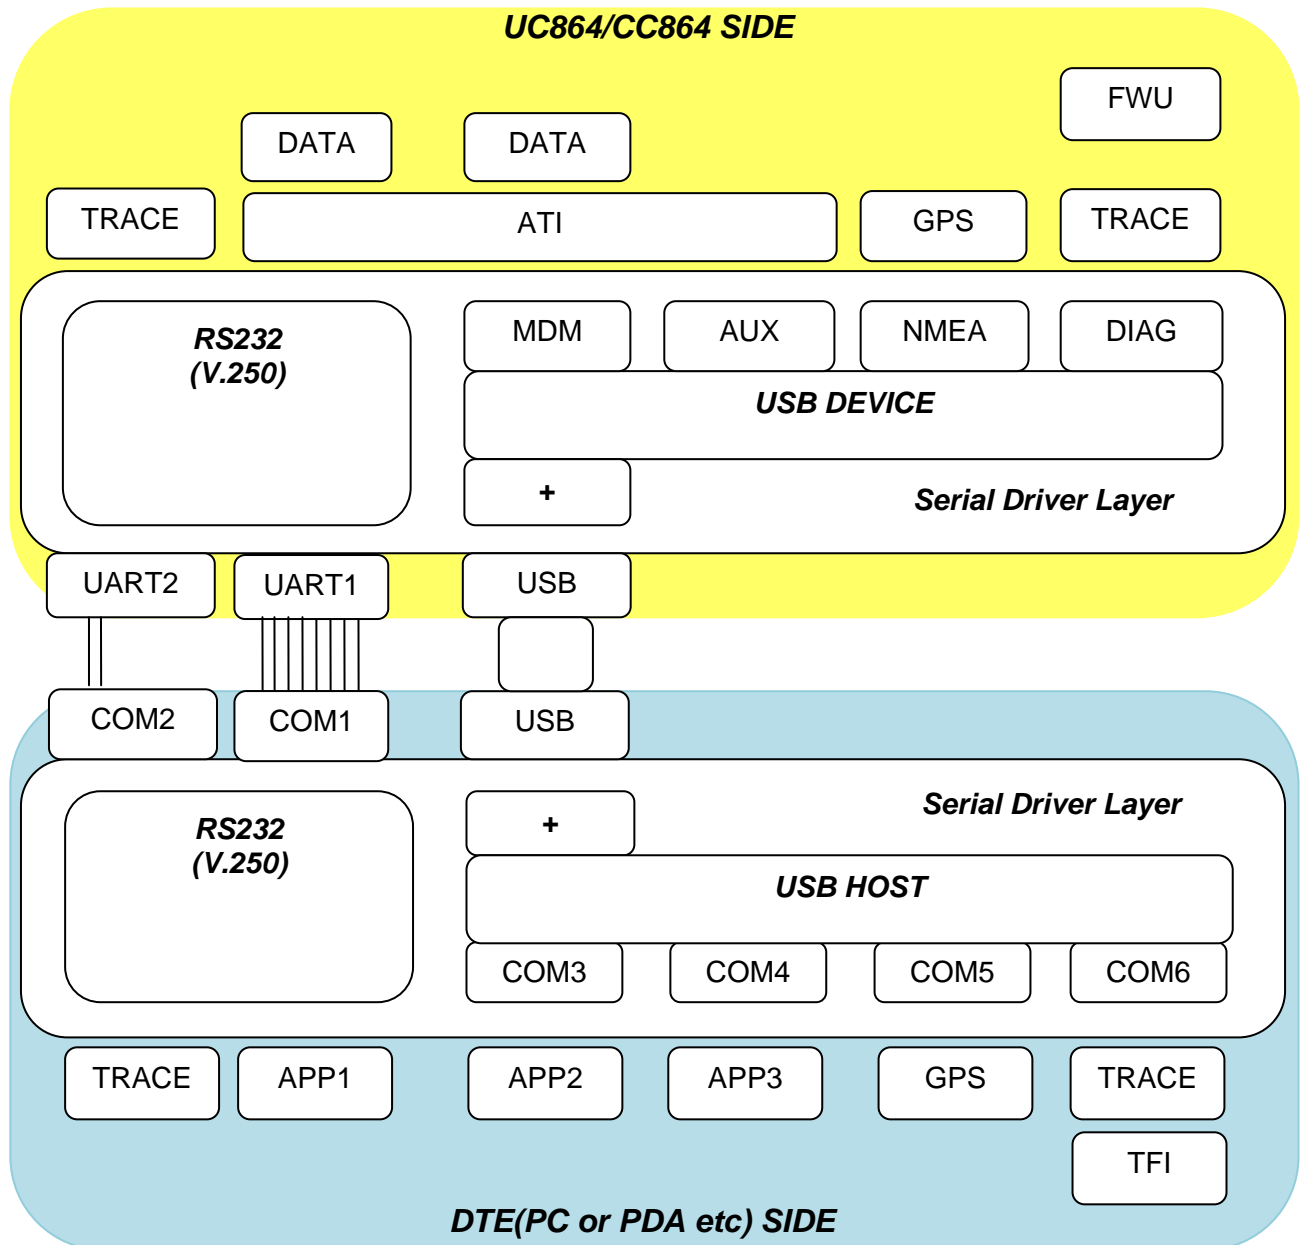 UC864/CC864 SIDE
FWU
DATA
DATA
TRACE
ATI
GPS
TRACE
RS232
(V.250)
MDM
AUX
NMEA
DIAG
USB DEVICE
+
Serial Driver Layer
UART2
UART1
USB
COM2
COM1
USB
RS232
(V.250)
+
Serial Driver Layer
USB HOST
COM3
COM4
COM5
COM6
TRACE
APP1
APP2
APP3
GPS
TRACE
TFI
DTE(PC or PDA etc) SIDE